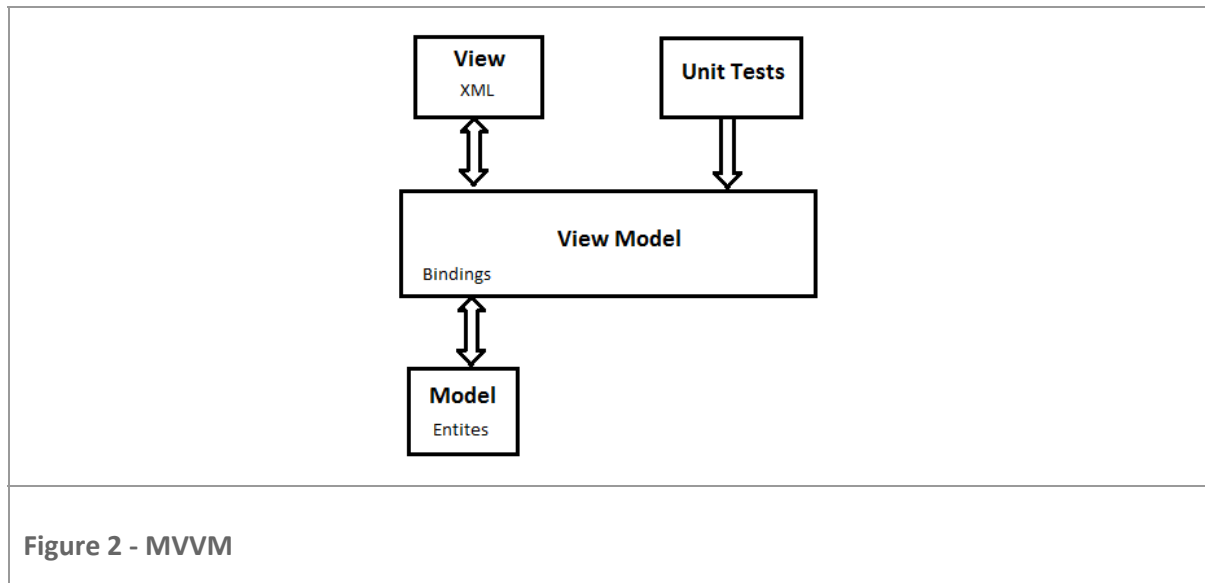 View
XML
Unit Tests
View Model
Bindings
Model
Entites
Figure 2 - MVVM